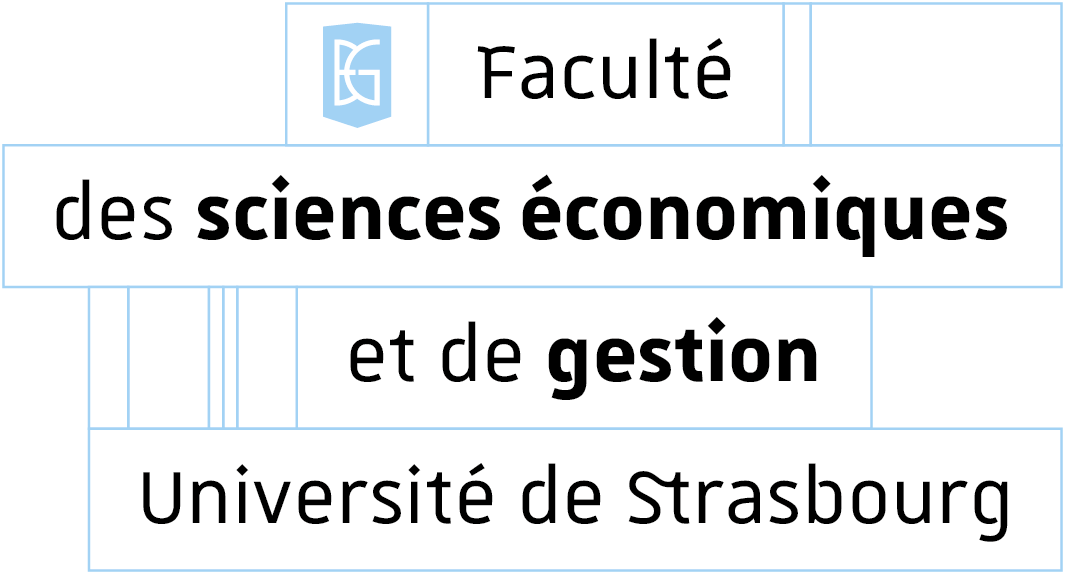 Faculté
des sciences économiques
et de gestion
Université de Strasbourg